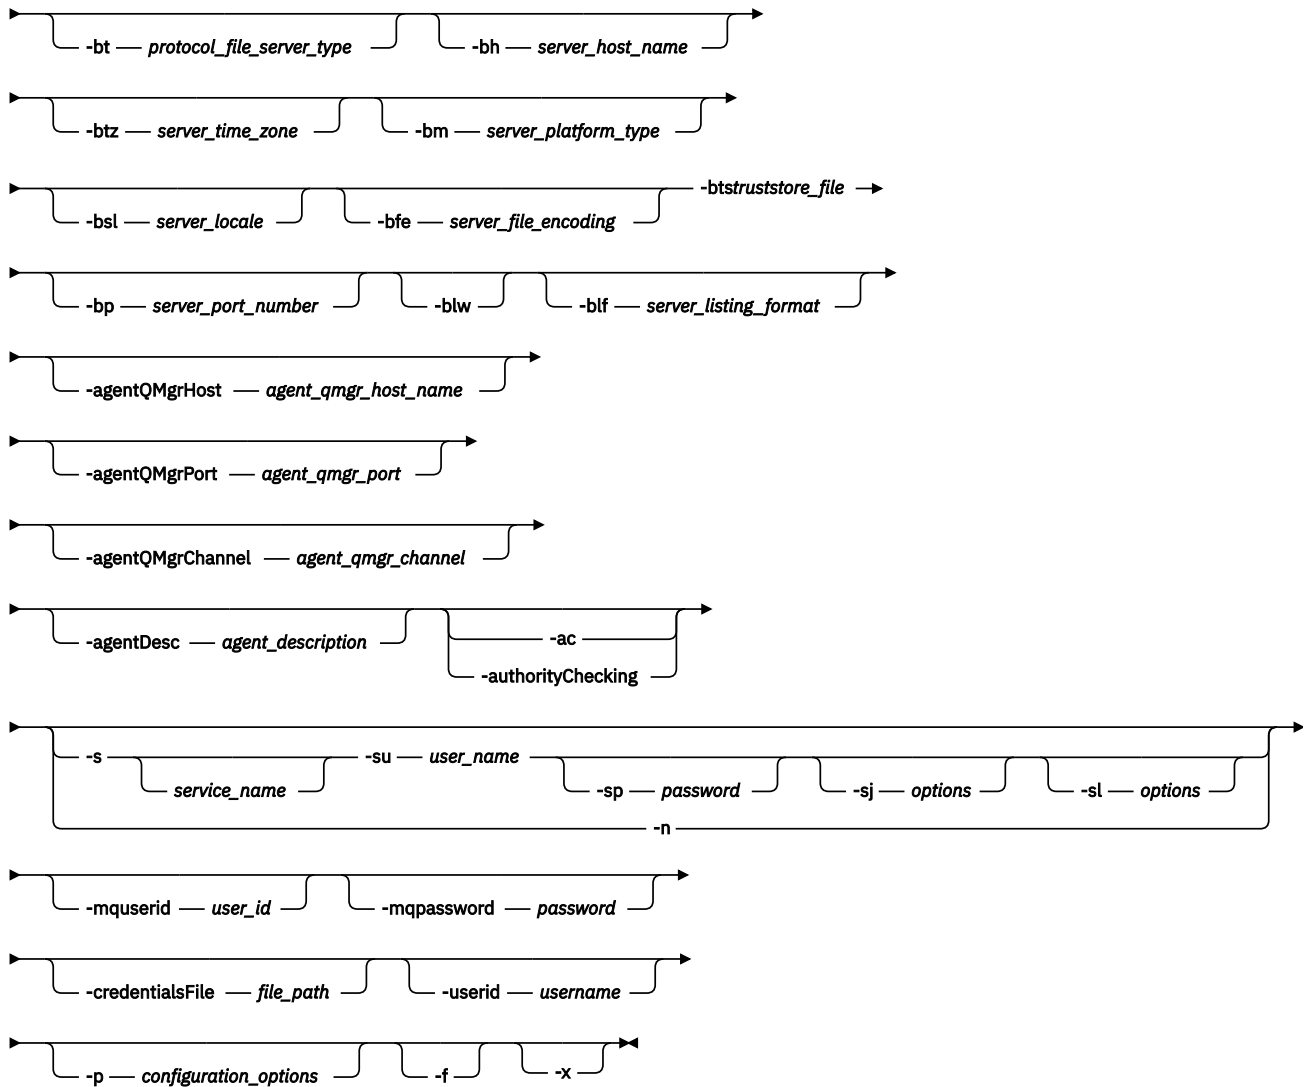 -bt protocol_file_server_type -bh server_host_name
-btz server_time_zone -bm server_platform_type
-btstruststore_file
-bsl server_locale -bfe server_file_encoding
-bp server_port_number -blw -blf server_listing_format
-agentQMgrHost agent_qmgr_host_name
-agentQMgrPort agent_qmgr_port
-agentQMgrChannel agent_qmgr_channel
-agentDesc agent_description -ac
-authorityChecking
-s -su user_name
service_name -sp password -sj options -sl options
-n
-mquserid user_id -mqpassword password
-credentialsFile file_path -userid username
-p configuration_options -f -x